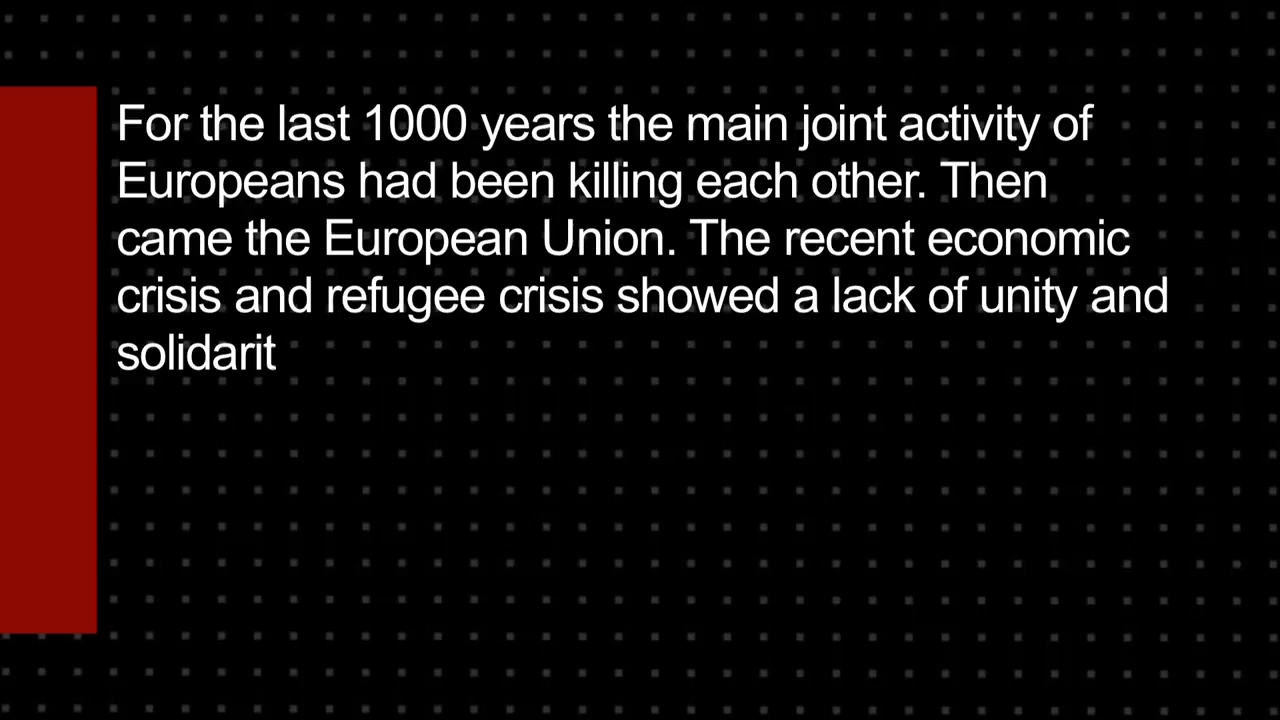 For the last 1000 years the main joint activity of
Europeans had been killing each other. Then
came the European Union. The recent economic
crisis and refugee crisis showed a lack of unity and
solidarit